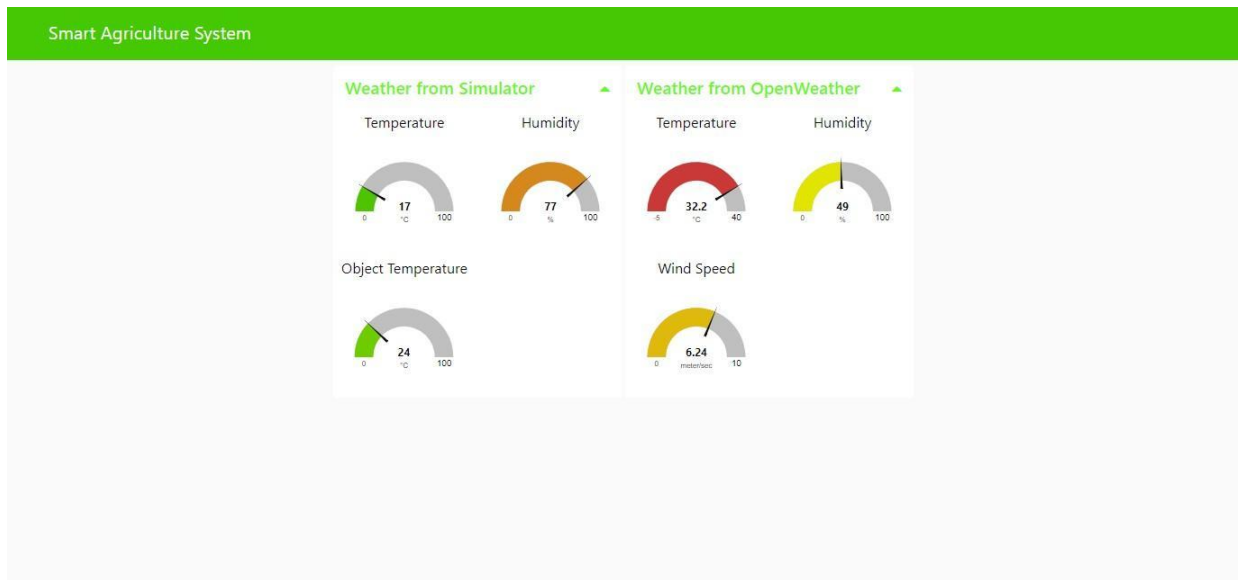 Smart Agriculture System
Weather from Simulator
Temperature
Humidity
17
0
°C
100
77
0
%
100
Object Temperature
24
0
°C
100
Weather from OpenWeather
Temperature
Humidity
32.2
-5
°C
40
49
0
%
100
Wind Speed
6.24
0
meter/sec
10